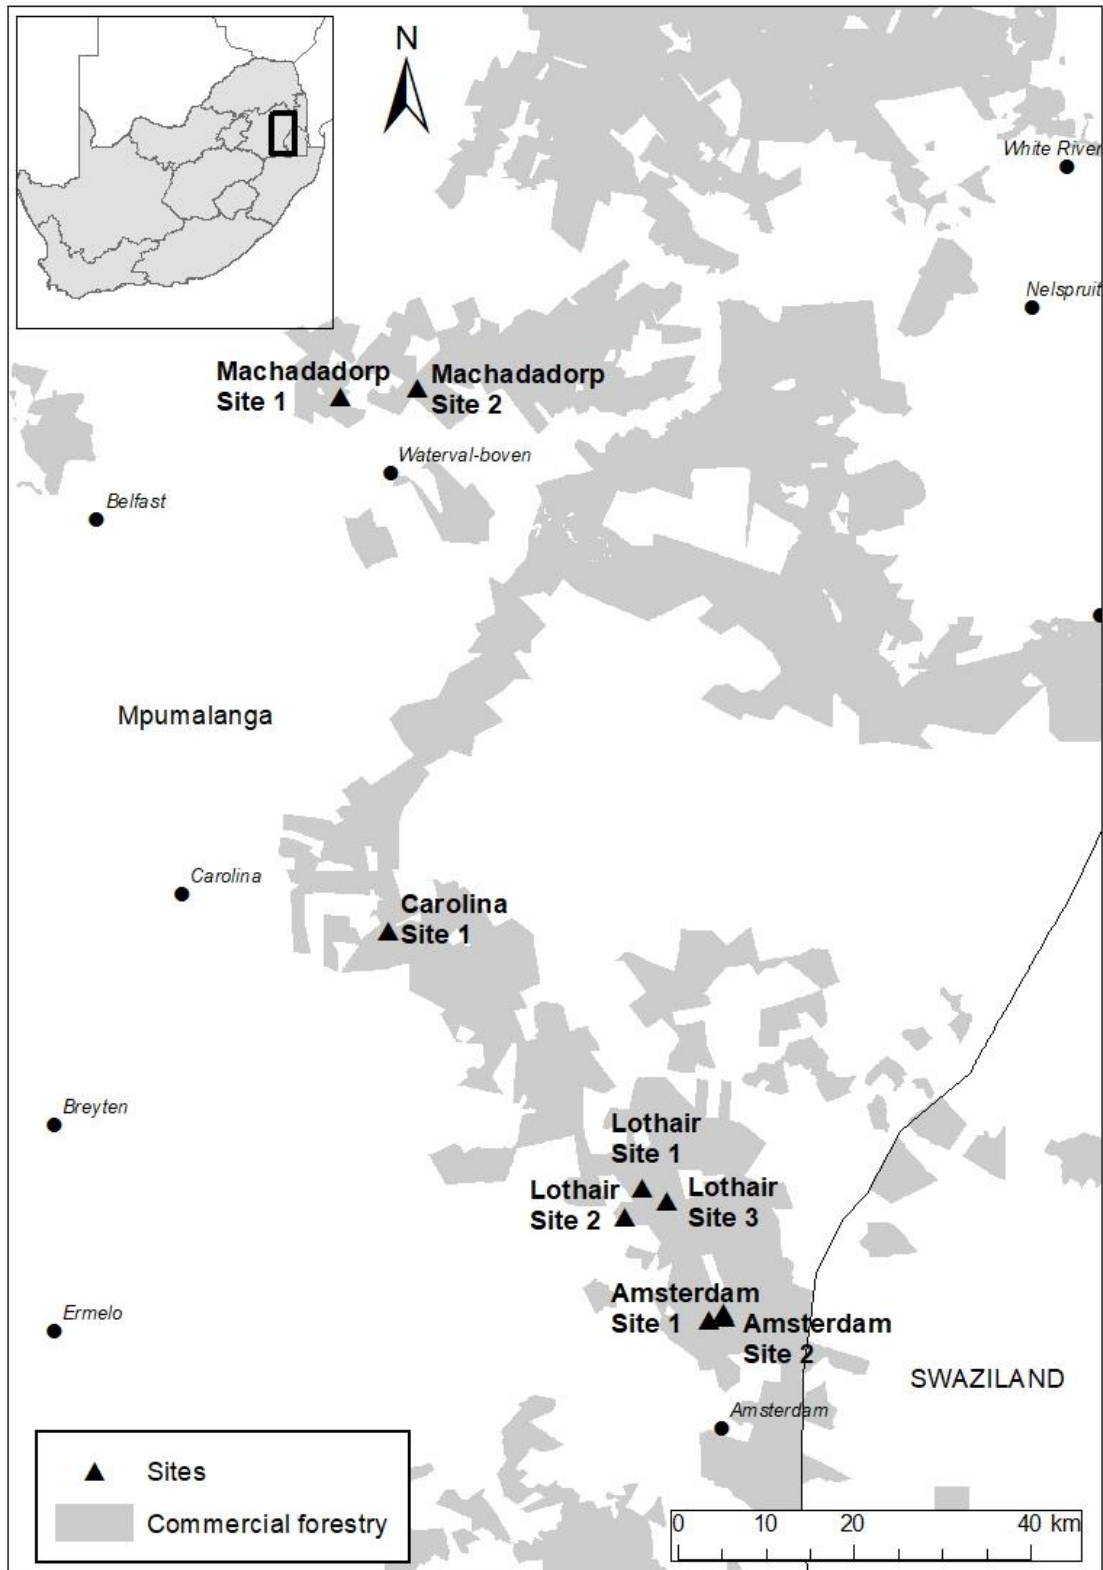 N
White River
Nelspruit
Machadadorp
Site 1
Machadadorp
Site 2
Waterval-boven
Belfast
Mpumalanga
Carolina
Carolina
Site 1
Breyten
Lothair
Site 1
Lothair
Site 2
Lothair
Site 3
Amsterdam
Site 1
Amsterdam
Site 2
Ermelo
SWAZILAND
Amsterdam
Sites
Commercial forestry
0 10 20 40 km